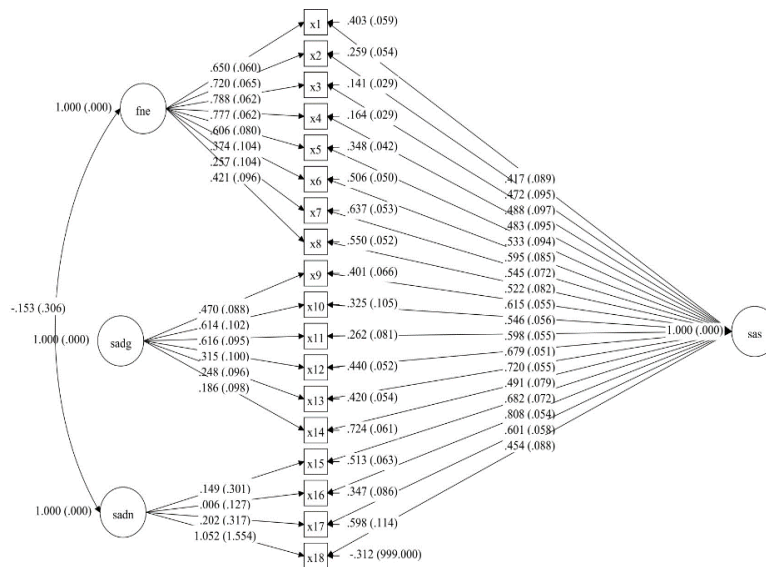 x1
.403 (.059)
x2
.259 (.054)
x3
.141 (.029)
x4
.164 (.029)
x5
.348 (.042)
x6
.506 (.050)
x7
.637 (.053)
x8
.550 (.052)
x9
.401 (.066)
x10
.325 (.105)
x11
.262 (.081)
x12
.440 (.052)
x13
.420 (.054)
x14
.724 (.061)
x15
.513 (.063)
x16
.347 (.086)
x17
.598 (.114)
x18
-.312 (999.000)
1.000 (.000)
fne
.650 (.060)
.720 (.065)
.788 (.062)
.777 (.062)
.606 (.080)
.374 (.104)
.257 (.104)
.421 (.096)
-.153 (.306)
1.000 (.000)
sadg
.470 (.088)
.614 (.102)
.616 (.095)
.315 (.100)
.248 (.096)
.186 (.098)
1.000 (.000)
sadn
.149 (.301)
.006 (.127)
.202 (.317)
1.052 (1.554)
.417 (.089)
.472 (.095)
.488 (.097)
.483 (.095)
.533 (.094)
.595 (.085)
.545 (.072)
.522 (.082)
.615 (.055)
.546 (.056)
.598 (.055)
.679 (.051)
.720 (.055)
.491 (.079)
.682 (.072)
.808 (.054)
.601 (.058)
.454 (.088)
1.000 (.000)
sas